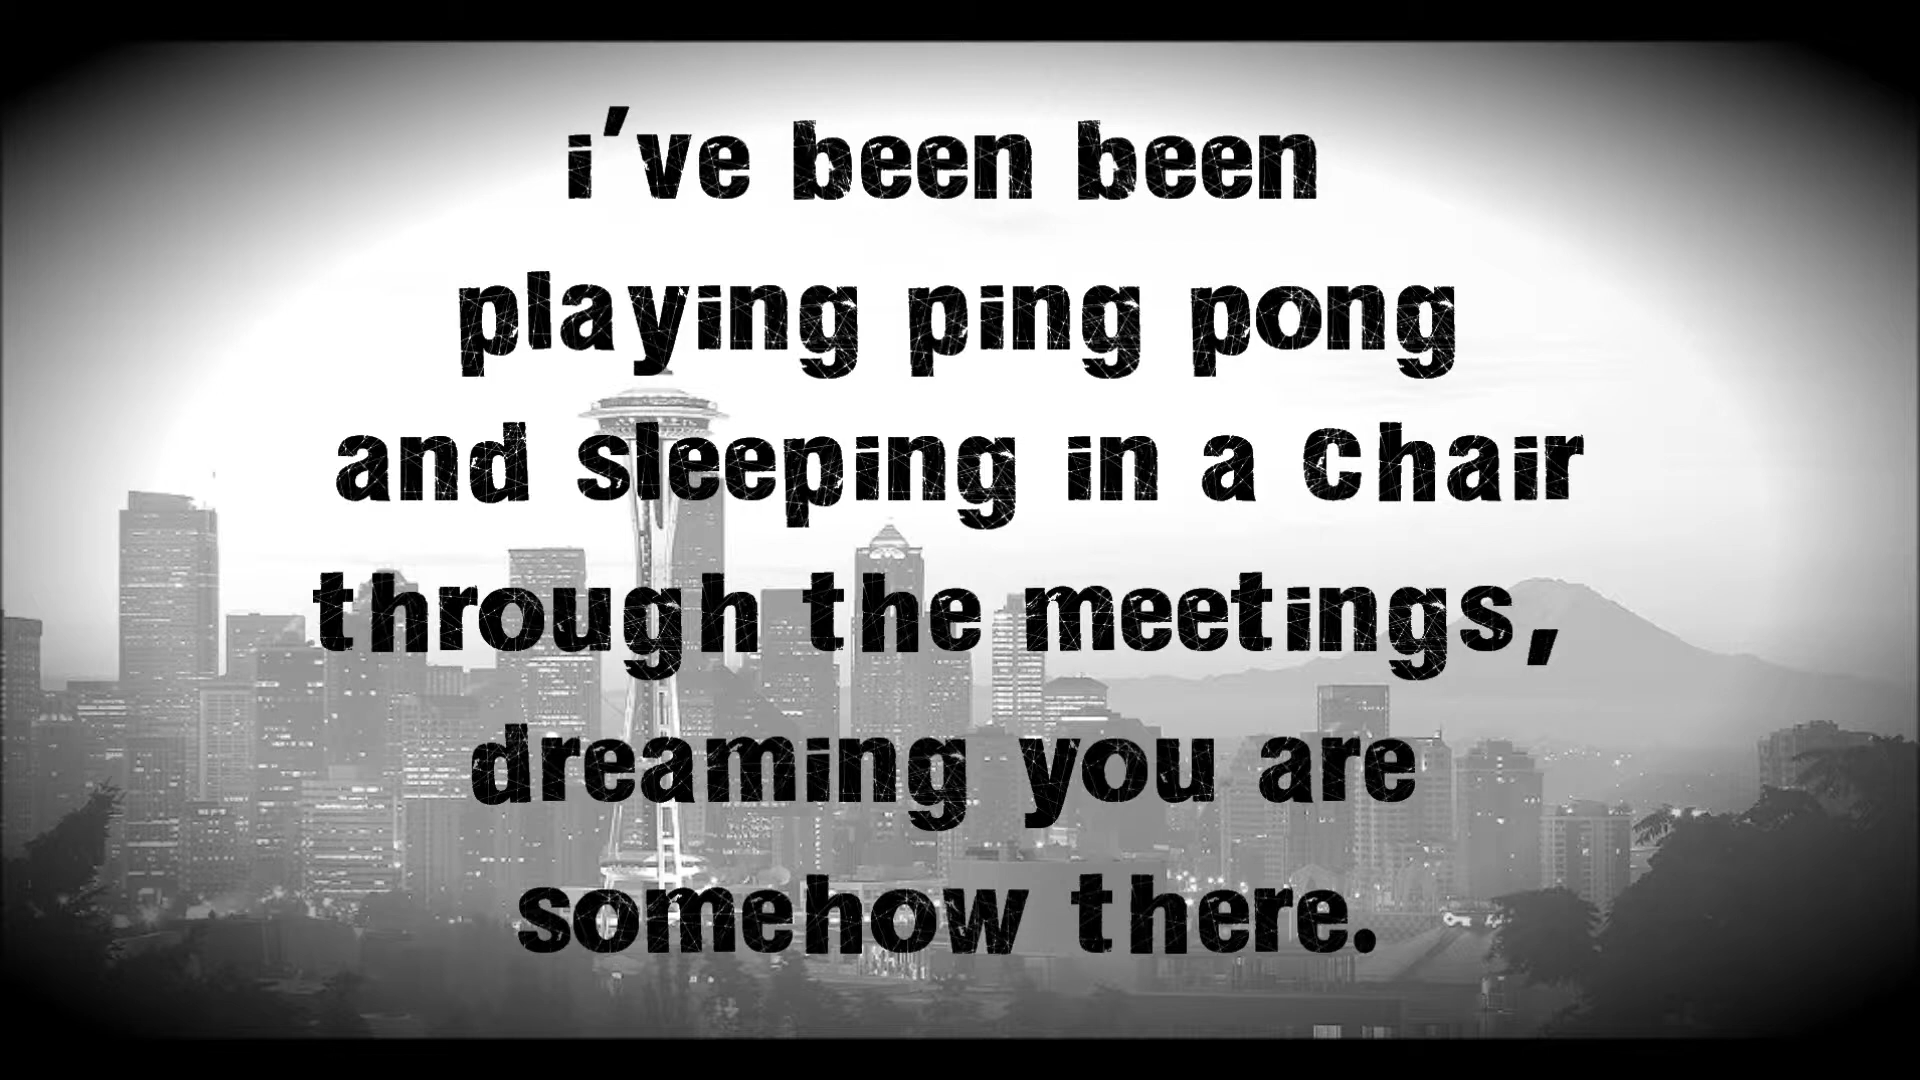 i've been been
playing ping pong
and sleeping in a Chair
through the meetings,
dreaming you are
somehow there.